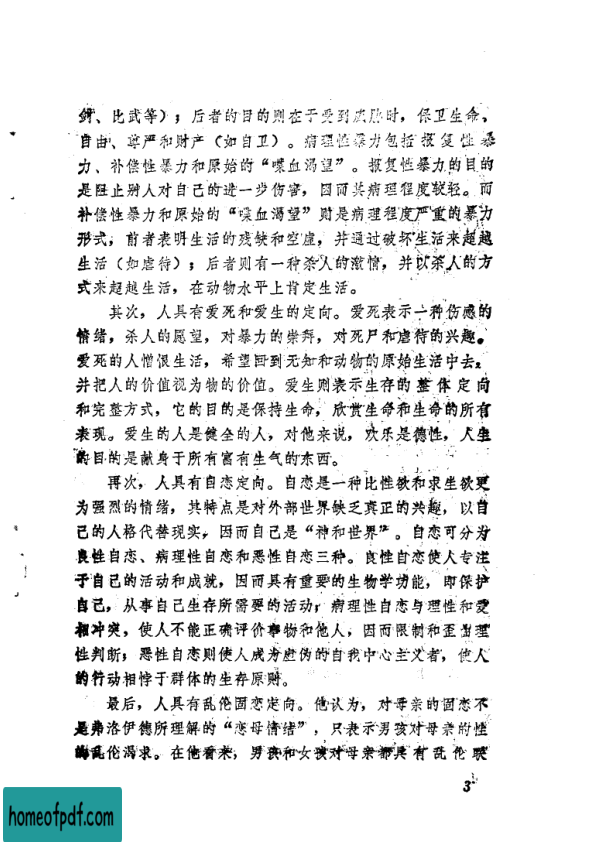 剑、比武等)；后者的目的则在于受到威胁时，保卫生命、
自由、尊严和财产（如自卫）。病理性暴力包括报复性暴
力、补偿性暴力和原始的“喋血渴望”。报复性暴力的目的
是阻止别人对自己的进一步伤害，因而其病理程度较轻。而
补偿性暴力和原始的“喋血渴望”则是病理程度严重的暴力
形式，前者表明生活的残缺和空虚，并通过破坏生活来超越
生活（如虐待）；后者则有一种杀人的激情，并以杀人的方
式来超越生活，在动物水平上肯定生活。
其次，人具有爱死和爱生的定向。爱死表示一种伤感的
情绪，杀人的愿望，对暴力的崇拜，对死尸和虐待的兴趣。
爱死的人憎恨生活，希望回到无知和动物的原始生活中去，
并把人的价值视为物的价值。爱生则表示生存的整体定向
和完整方式，它的目的是保持生命，欣赏生命和生命的所有
表现。爱生的人是健全的人，对他来说，欢乐是德性，人生
的目的是献身于所有富有生气的东西。
再次，人具有自恋定向。自恋是一种比性欲和求生欲更
为强烈的情绪，其特点是对外部世界缺乏真正的兴趣，以自
己的人格代替现实，因而自己是“神和世界”。自恋可分为
良性自恋、病理性自恋和恶性自恋三种。良性自恋使人专注
于自己的活动和成就，因而具有重要的生物学功能，即保护
自己，从事自己生存所需要的活动；病理性自恋与理性和爱
相冲突，使人不能正确评价事物和他人，因而限制和歪曲理
性判断；恶性自恋则使人成为虚伪的自我中心主义者，使人
的行动相悖于群体的生存原则。
最后，人具有乱伦固恋定向。他认为，对母亲的固恋不
是弗洛伊德所理解的“恋母情结”，只表示男孩对母亲的性
的乱伦渴求。在他看来，男孩和女孩对母亲都具有乱伦联
3
homeofpdf.com